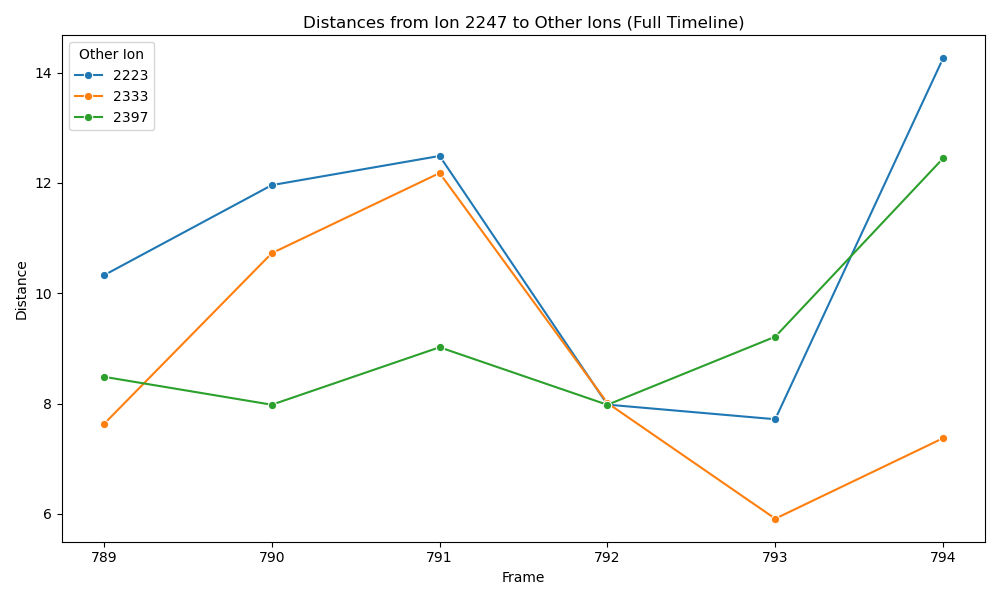 Distances from Ion 2247 to Other Ions (Full Timeline)
Other Ion
2223
2333
2397
Distance
14
12
10
8
6
789 790 791 792 793 794
Frame